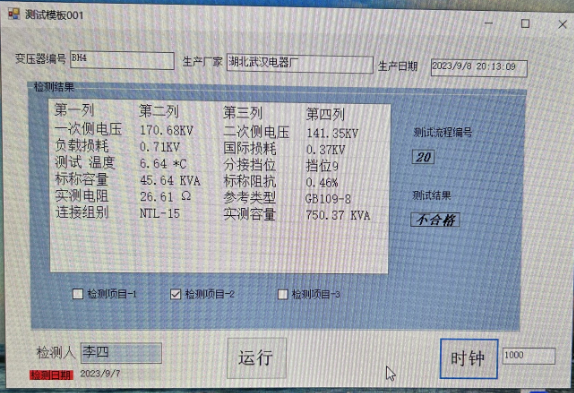 测试模板001
变压器编号 BH4 生产厂家 湖北武汉电器厂 生产日期 2023/9/8 20:13:09
检测结果
第一列 第二列 第三列 第四列
一次侧电压 170.68KV 二次侧电压 141.35KV
负载损耗 0.71KV 国际损耗 0.37KV
测试 温度 6.64 *C 分接挡位 挡位9
标称容量 45.64 KVA 标称阻抗 0.46%
实测电阻 26.61 Ω 参考类型 GB109-8
连接组别 NTL-15 实测容量 750.37 KVA
测试流程编号
20
测试结果
不合格
检测项目-1 检测项目-2 检测项目-3
检测人 李四 运行 时钟 1000
检测日期 2023/9/7